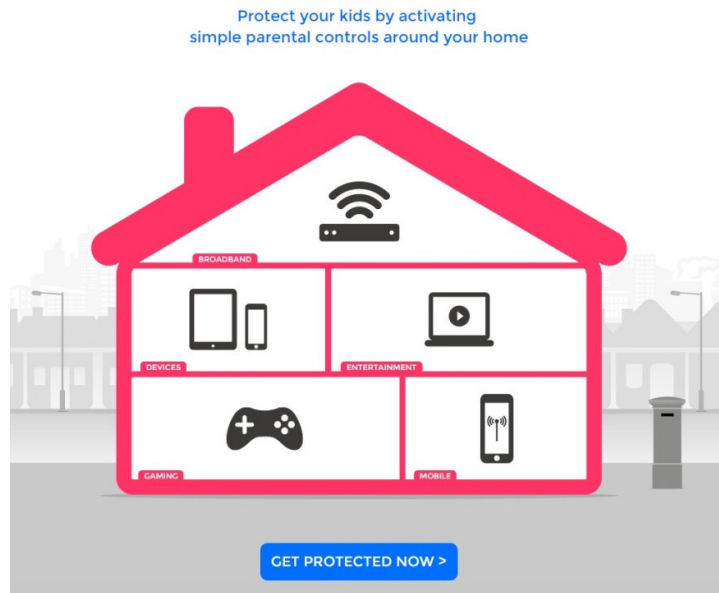 Protect your kids by activating
simple parental controls around your home
BROADBAND
DEVICES
ENTERTAINMENT
GAMING
MOBILE
GET PROTECTED NOW >